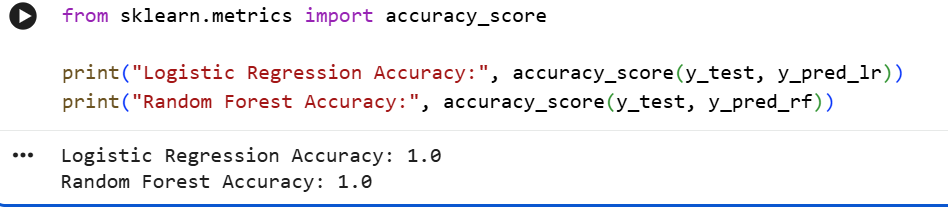 from sklearn.metrics import accuracy_score
print("Logistic Regression Accuracy:", accuracy_score(y_test, y_pred_lr))
print("Random Forest Accuracy:", accuracy_score(y_test, y_pred_rf))
Logistic Regression Accuracy: 1.0
Random Forest Accuracy: 1.0